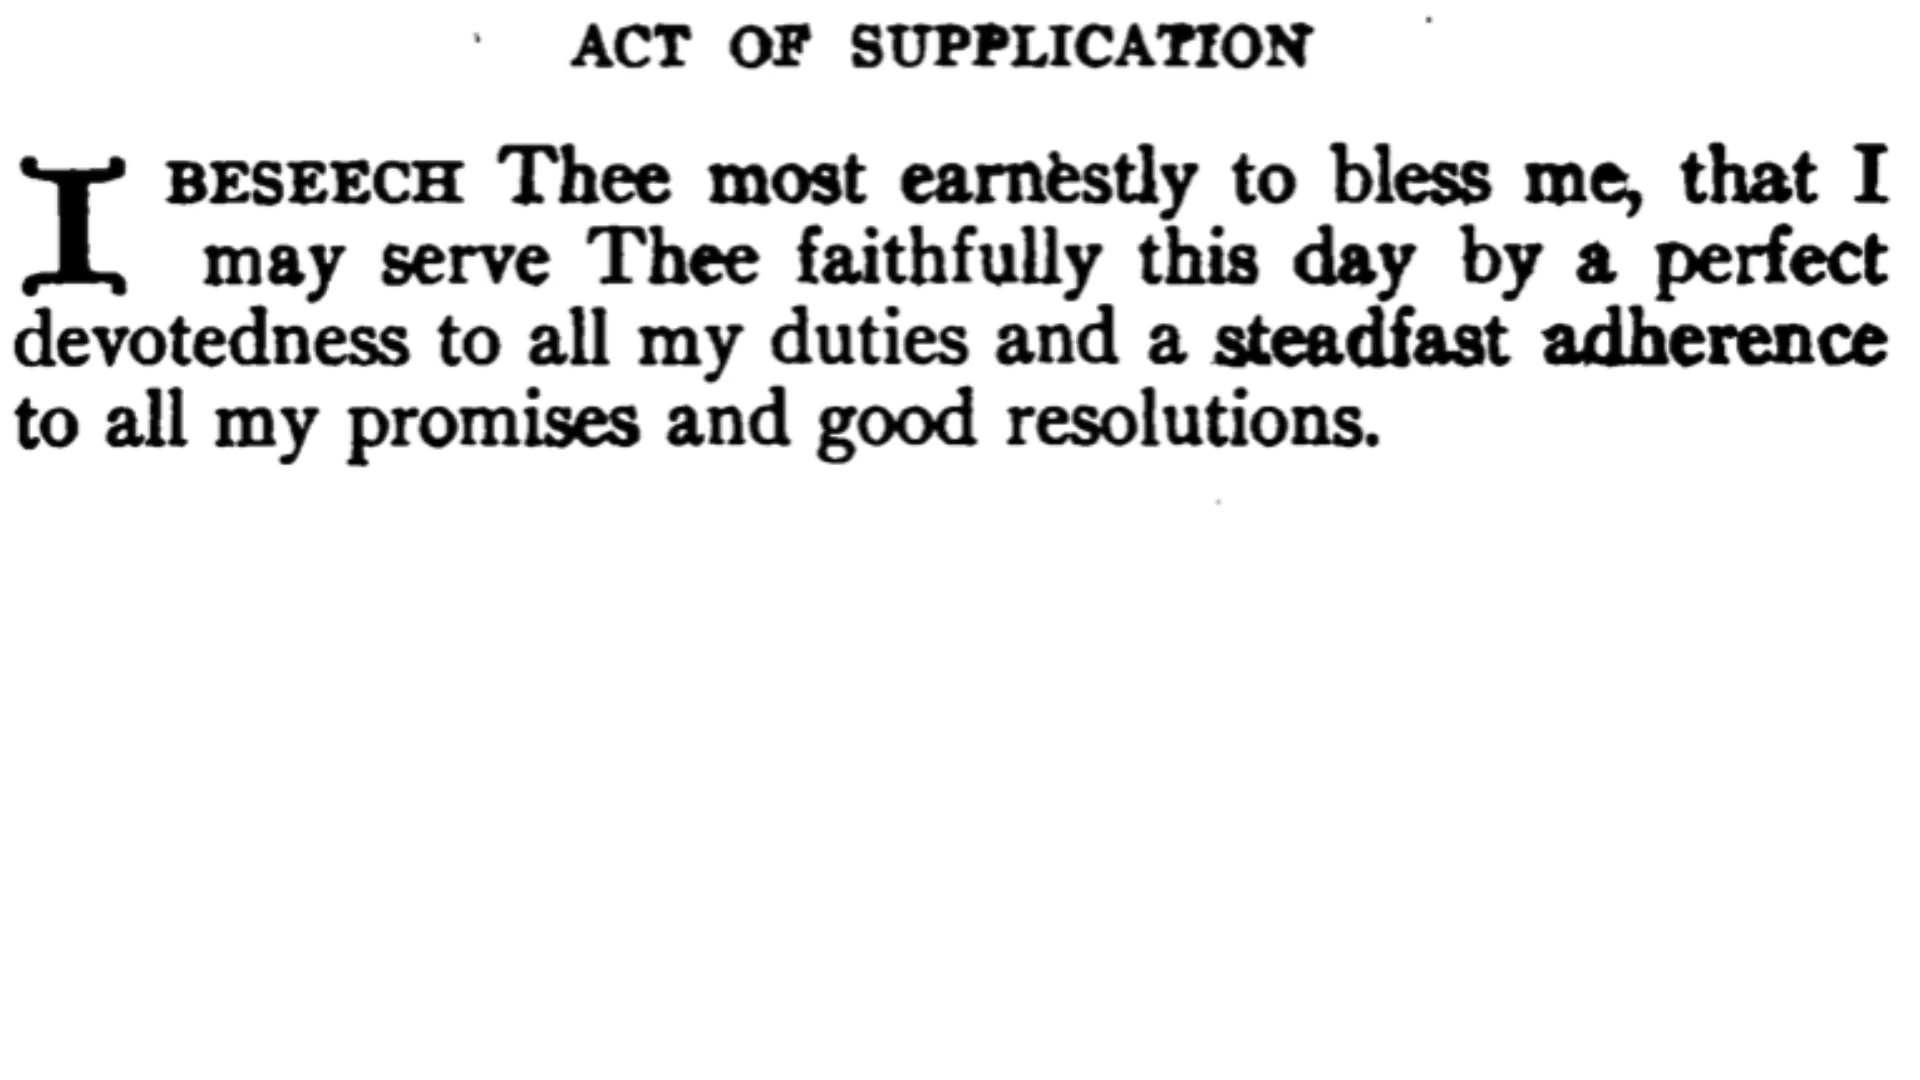 ACT OF SUPPLICATION
I BESEECH Thee most earnestly to bless me, that I
may serve Thee faithfully this day by a perfect
devotedness to all my duties and a steadfast adherence
to all my promises and good resolutions.